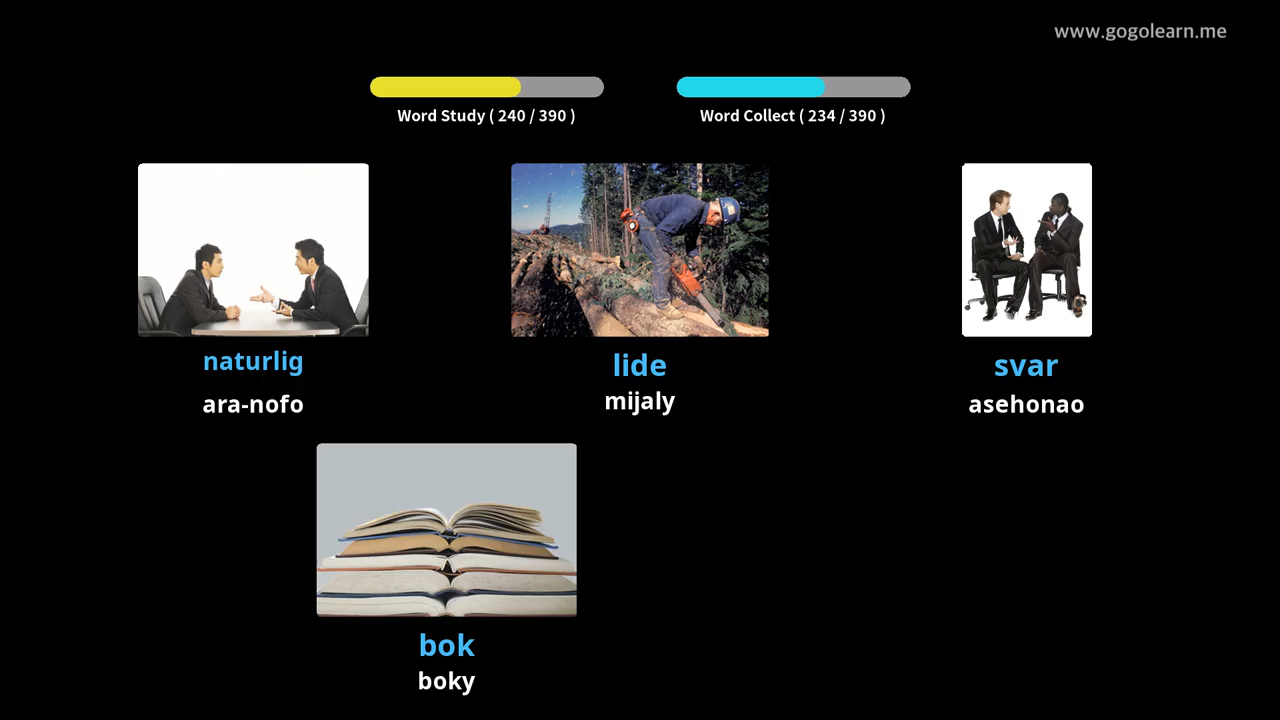 www.gogolearn.me
Word Study ( 240 / 390 )
Word Collect ( 234 / 390 )
naturlig
ara-nofo
lide
mijaly
svar
asehonao
bok
boky